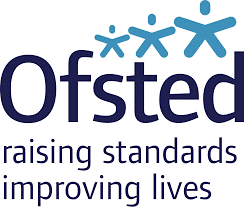 Ofsted
raising standards
improving lives